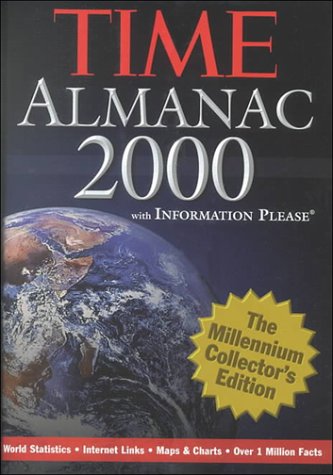 TIME
ALMANAC
2000
with INFORMATION PLEASE®
The
Millennium
Collector's
Edition
World Statistics • Internet Links • Maps & Charts • Over 1 Million Facts